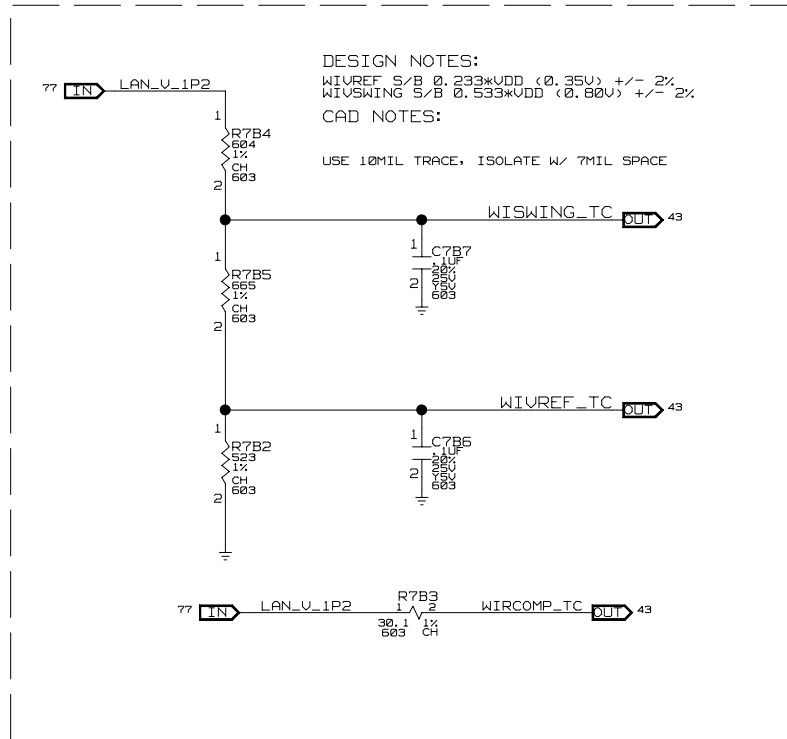 DESIGN NOTES:
WIVREF S/B 0.233*VDD (0.35V) +/- 2%
WIVSWING S/B 0.533*VDD (0.80V) +/- 2%
CAD NOTES:
USE 10MIL TRACE, ISOLATE W/ 7MIL SPACE
77 IN LAN_V_1P2
1
R7B4
604
1%
CH
603
2
WISWING_TC OUT 43
1
R7B5
665
1%
CH
603
2
1
C7B7
.1UF
20%
25V
Y5V
603
2
WIVREF_TC OUT 43
1
R7B2
523
1%
CH
603
2
1
C7B6
.1UF
20%
25V
Y5V
603
2
77 IN LAN_V_1P2
R7B3
1 2
30.1 1%
603 CH
WIRCOMP_TC OUT 43